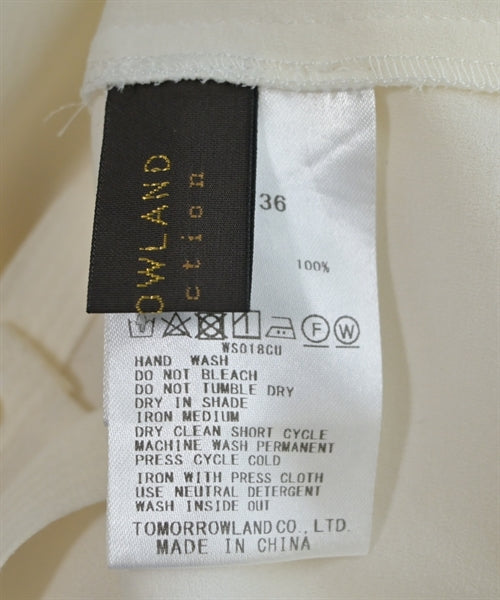 OWLAND
ction
36
100%
F W
WS018CU
HAND WASH
DO NOT BLEACH
DO NOT TUMBLE DRY
DRY IN SHADE
IRON MEDIUM
DRY CLEAN SHORT CYCLE
MACHINE WASH PERMANENT
PRESS CYCLE COLD
IRON WITH PRESS CLOTH
USE NEUTRAL DETERGENT
WASH INSIDE OUT
TOMORROWLAND CO., LTD.
MADE IN CHINA